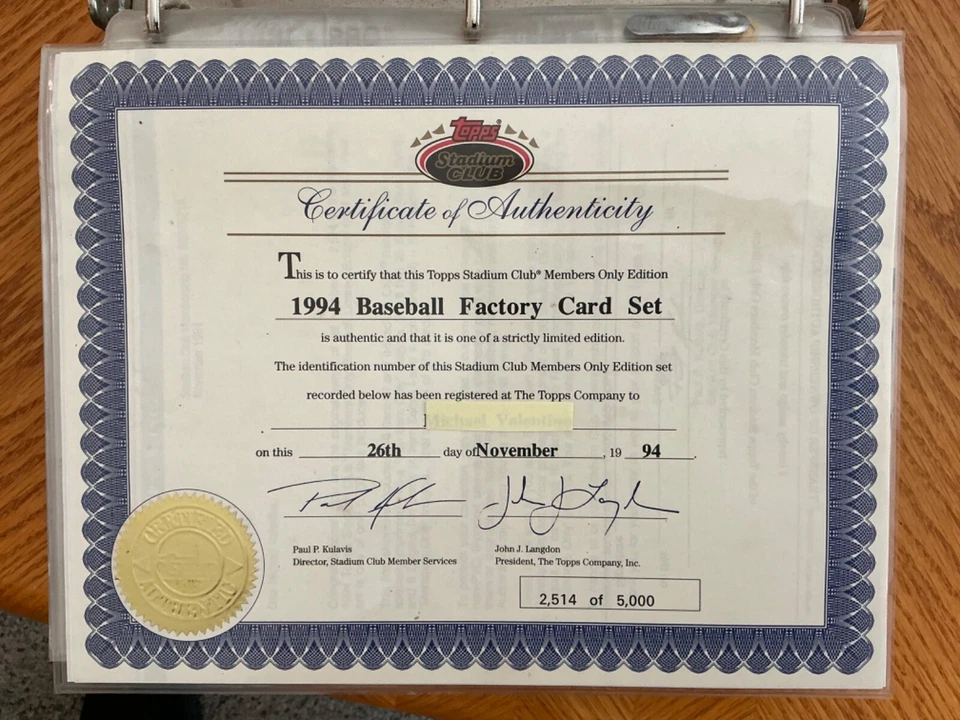 Topps
Stadium
CLUB
Certificate of Authenticity
This is to certify that this Topps Stadium Club® Members Only Edition
1994 Baseball Factory Card Set
is authentic and that it is one of a strictly limited edition.
The identification number of this Stadium Club Members Only Edition set
recorded below has been registered at The Topps Company to
on this 26th day of November, 19 94.
Paul P. Kulavis
Director, Stadium Club Member Services
John J. Langdon
President, The Topps Company, Inc.
2,514 of 5,000